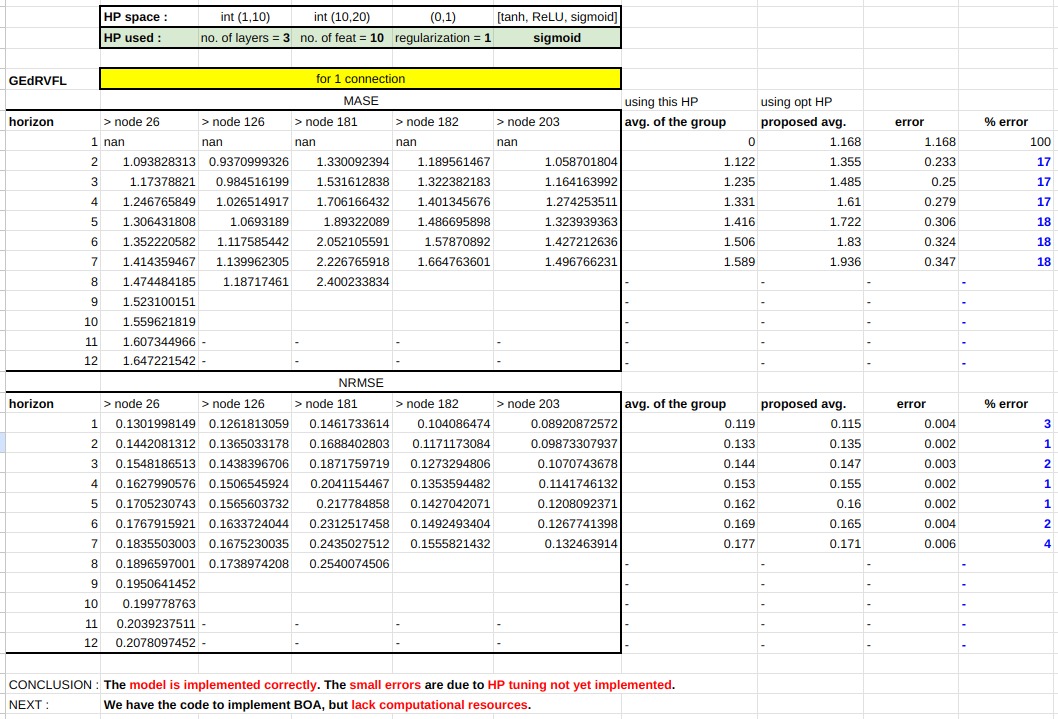 HP space : int (1,10) int (10,20) (0,1) [tanh, ReLU, sigmoid]
HP used : no. of layers = 3 no. of feat = 10 regularization = 1 sigmoid
GEdRVFL for 1 connection
MASE using this HP using opt HP
horizon > node 26 > node 126 > node 181 > node 182 > node 203 avg. of the group proposed avg. error % error
1 nan nan nan nan nan 0 1.168 1.168 100
2 1.093828313 0.9370999326 1.330092394 1.189561467 1.058701804 1.122 1.355 0.233 17
3 1.17378821 0.984516199 1.531612838 1.322382183 1.164163992 1.235 1.485 0.25 17
4 1.246765849 1.026514917 1.706166432 1.401345676 1.274253511 1.331 1.61 0.279 17
5 1.306431808 1.0693189 1.89322089 1.486695898 1.323939363 1.416 1.722 0.306 18
6 1.352220582 1.117585442 2.052105591 1.57870892 1.427212636 1.506 1.83 0.324 18
7 1.414359467 1.139962305 2.226765918 1.664763601 1.496766231 1.589 1.936 0.347 18
8 1.474484185 1.18717461 2.400233834 - - - -
9 1.523100151 - - - -
10 1.559621819 - - - -
11 1.607344966 - - - - - - - -
12 1.647221542 - - - - - - - -
NRMSE
horizon > node 26 > node 126 > node 181 > node 182 > node 203 avg. of the group proposed avg. error % error
1 0.1301998149 0.1261813059 0.1461733614 0.104086474 0.08920872572 0.119 0.115 0.004 3
2 0.1442081312 0.1365033178 0.1688402803 0.1171173084 0.09873307937 0.133 0.135 0.002 1
3 0.1548186513 0.1438396706 0.1871759719 0.1273294806 0.1070743678 0.144 0.147 0.003 2
4 0.1627990576 0.1506545924 0.2041154467 0.1353594482 0.1141746132 0.153 0.155 0.002 1
5 0.1705230743 0.1565603732 0.217784858 0.1427042071 0.1208092371 0.162 0.16 0.002 1
6 0.1767915921 0.1633724044 0.2312517458 0.1492493404 0.1267741398 0.169 0.165 0.004 2
7 0.1835503003 0.1675230035 0.2435027512 0.1555821432 0.132463914 0.177 0.171 0.006 4
8 0.1896597001 0.1738974208 0.2540074506 - - - -
9 0.1950641452 - - - -
10 0.199778763 - - - -
11 0.2039237511 - - - - - - - -
12 0.2078097452 - - - - - - - -
CONCLUSION : The model is implemented correctly. The small errors are due to HP tuning not yet implemented.
NEXT : We have the code to implement BOA, but lack computational resources.